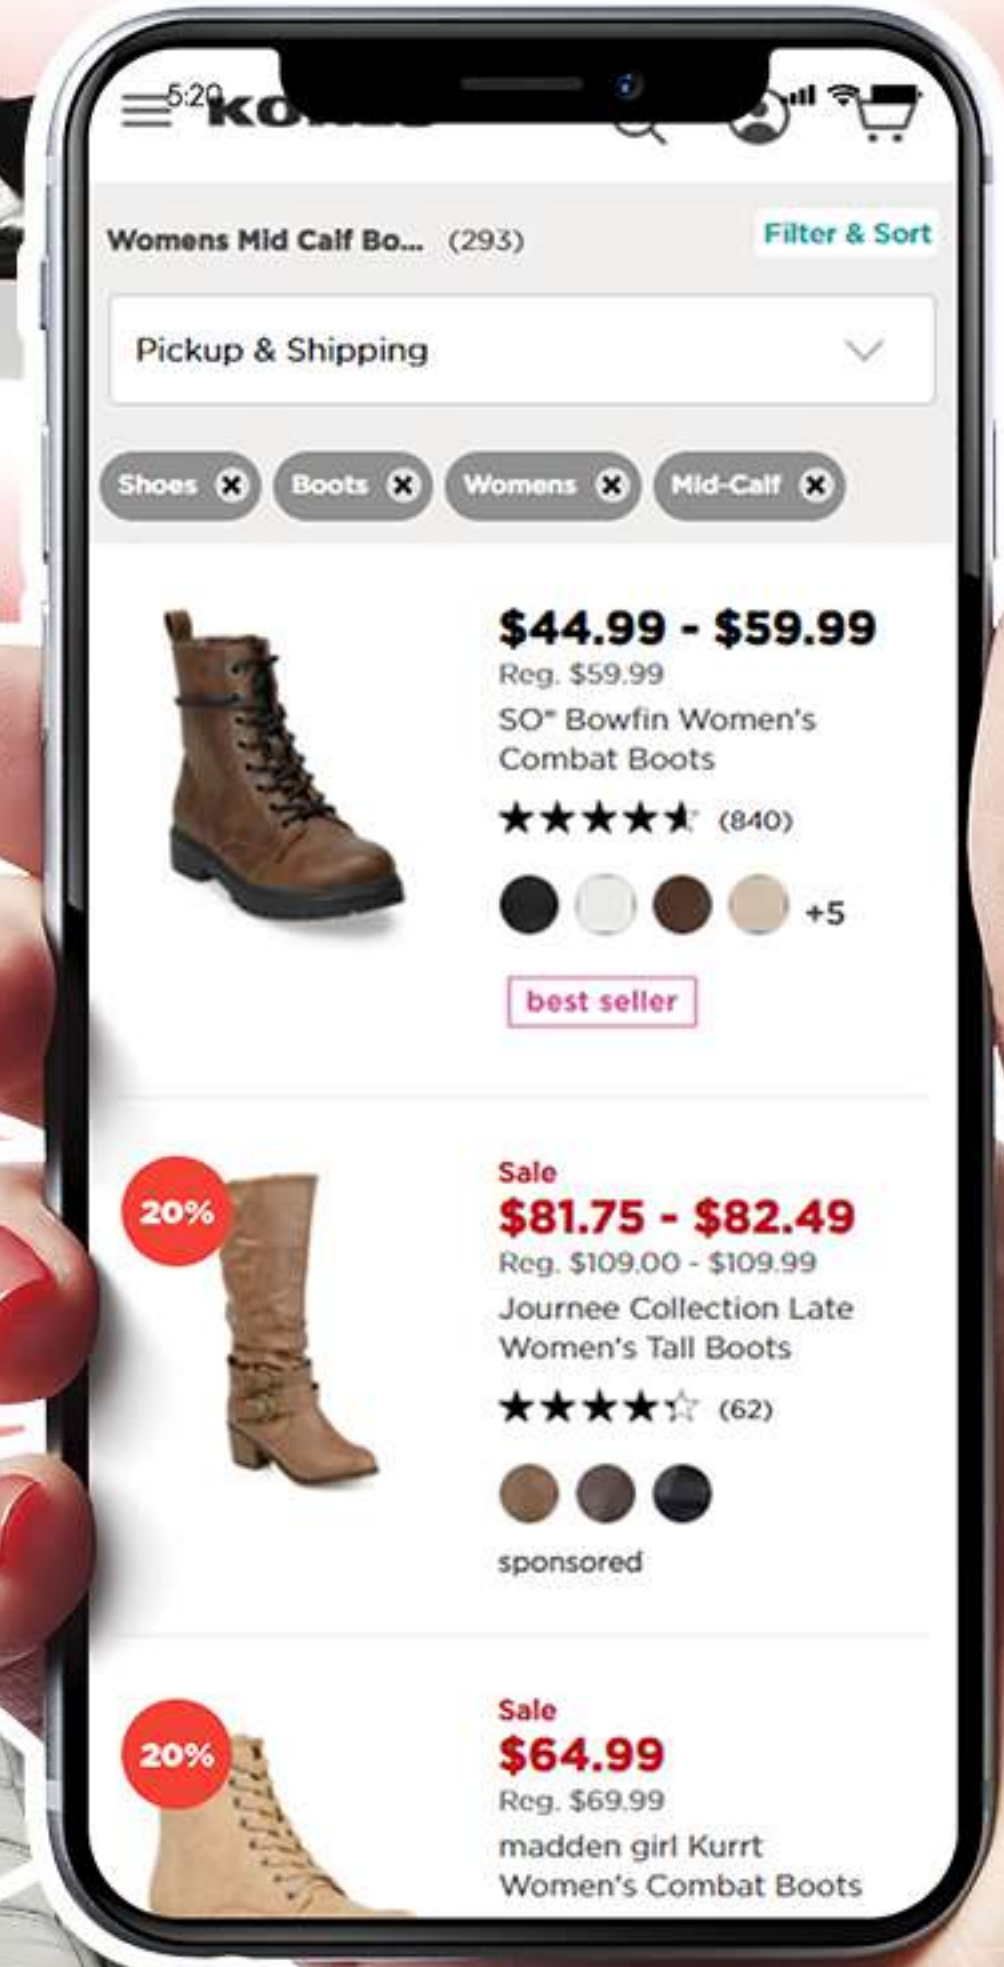 5:29
Womens Mid Calf Bo... (293)
Filter & Sort
Pickup & Shipping
Shoes Boots Womens Mid-Calf
$44.99 - $59.99
Reg. $59.99
SO® Bowfin Women's
Combat Boots
(840)
+5
best seller
20%
Sale
$81.75 - $82.49
Reg. $109.00 - $109.99
Journee Collection Late
Women's Tall Boots
(62)
sponsored
20%
Sale
$64.99
Reg. $69.99
madden girl Kurrt
Women's Combat Boots